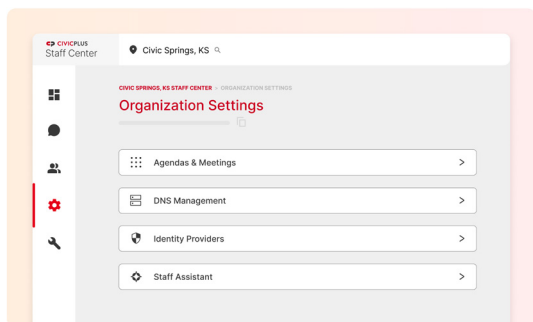 CIVICPLUS
Staff Center
Civic Springs, KS
CIVIC SPRINGS, KS STAFF CENTER > ORGANIZATION SETTINGS
Organization Settings
Agendas & Meetings
DNS Management
Identity Providers
Staff Assistant